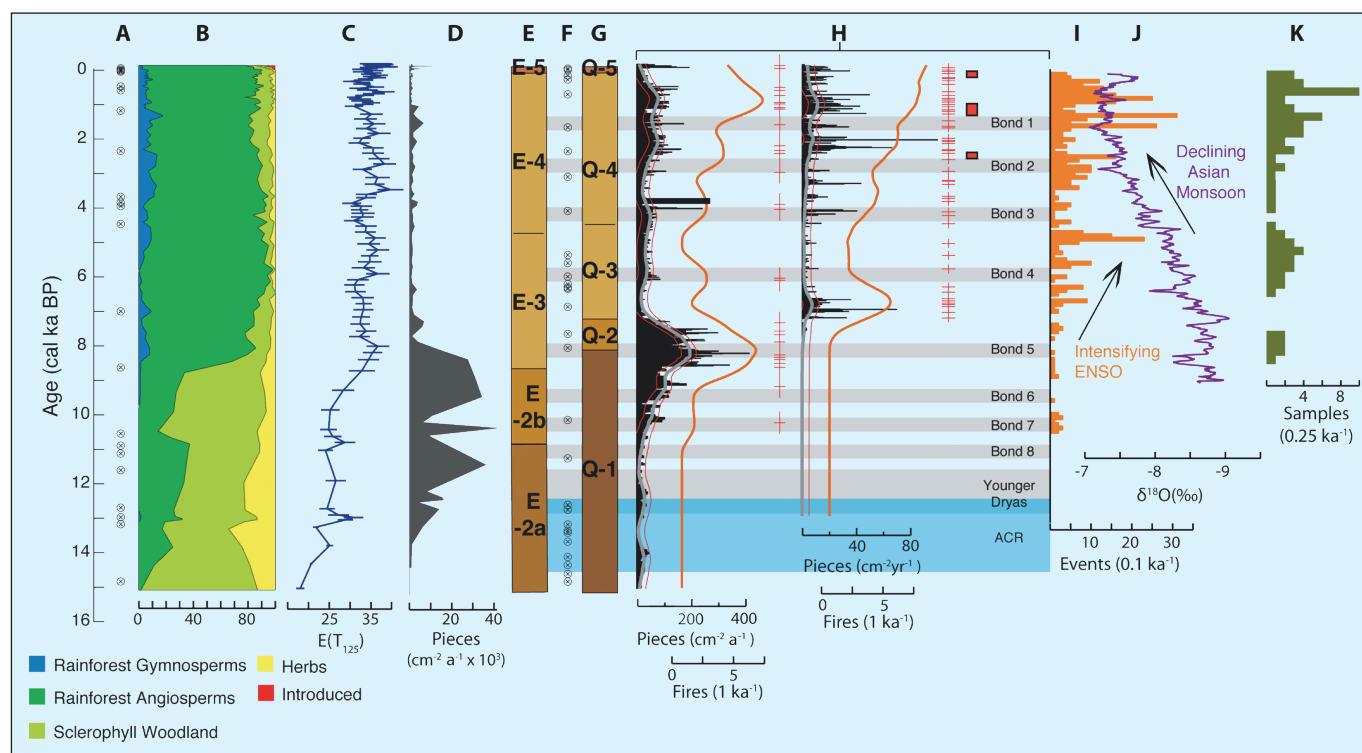 A B C D E F G H I J K
Age (cal ka BP)
0
2
4
6
8
10
12
14
16
E-5
E-4
E-3
E
-2b
E
-2a
Q-5
Q-4
Q-3
Q-2
Q-1
Bond 1
Bond 2
Bond 3
Bond 4
Bond 5
Bond 6
Bond 7
Bond 8
Younger
Dryas
ACR
Declining
Asian
Monsoon
Intensifying
ENSO
0 40 80
25 35
E(T125)
0 20 40
Pieces
(cm-2 a-1 x 103)
200 400
Pieces (cm-2 a-1)
0 5
Fires (1 ka-1)
40 80
Pieces (cm-2yr-1)
0 5
Fires (1 ka-1)
-7 -8 -9
δ18O(‰)
10 20 30
Events (0.1 ka-1)
0 4 8
Samples
(0.25 ka-1)
Rainforest Gymnosperms
Rainforest Angiosperms
Sclerophyll Woodland
Herbs
Introduced